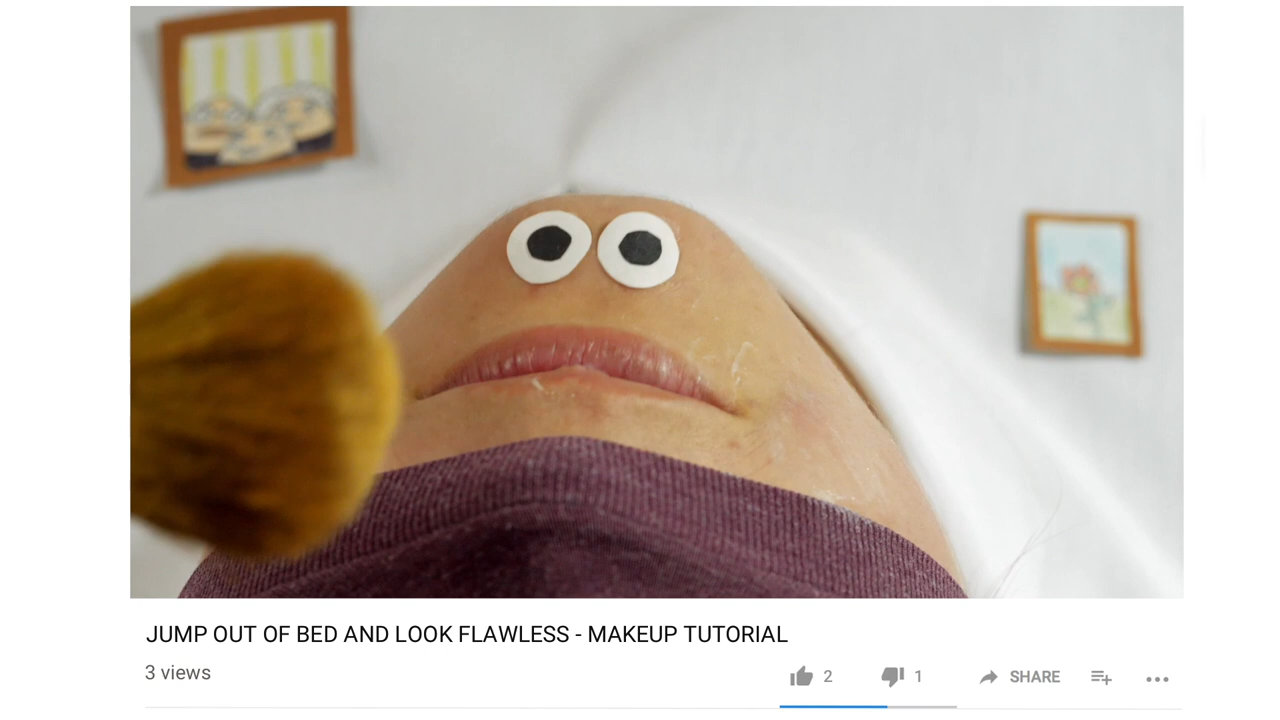 JUMP OUT OF BED AND LOOK FLAWLESS - MAKEUP TUTORIAL
3 views
2 1 SHARE